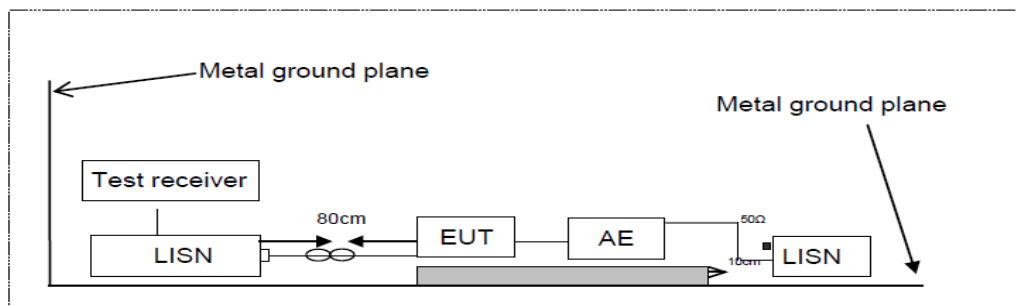 Metal ground plane
Metal ground plane
Test receiver
80cm
LISN
EUT
AE
50Ω
10cm
LISN